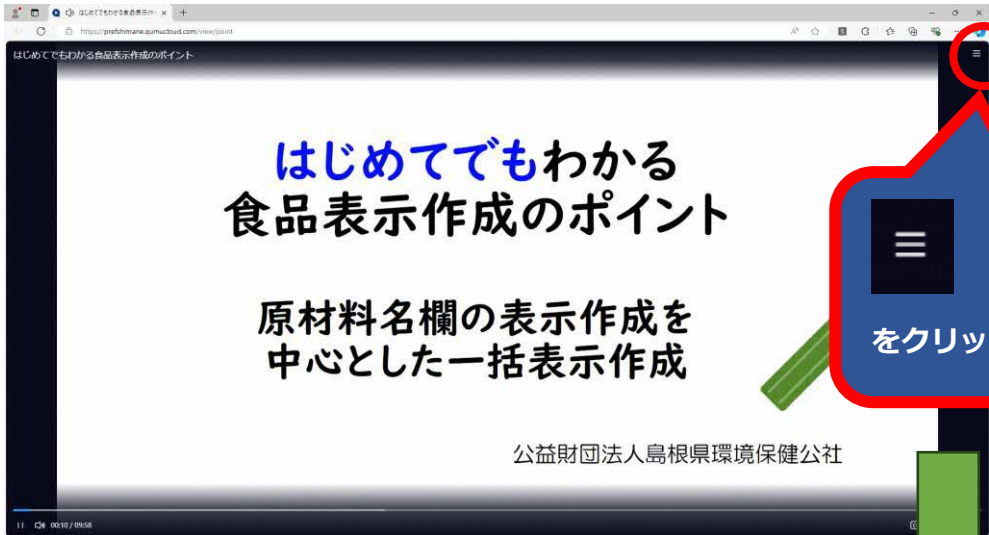 はじめてでもわかる食品表示作成
https://prefshimane.qumucloud.com/view/point
はじめてでもわかる食品表示作成のポイント
はじめてでもわかる
食品表示作成のポイント
原材料名欄の表示作成を
中心とした一括表示作成
をクリッ
公益財団法人島根県環境保健公社
00:10 / 09:58